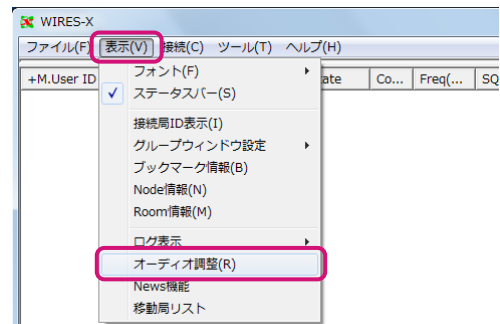 WIRES-X
ファイル(F) 表示(V) 接続(C) ツール(T) ヘルプ(H)
+M.User ID ate Co... Freq(... SQ
フォント(F)
ステータスバー(S)
接続局ID表示(I)
グループウィンドウ設定
ブックマーク情報(B)
Node情報(N)
Room情報(M)
ログ表示
オーディオ調整(R)
News機能
移動局リスト